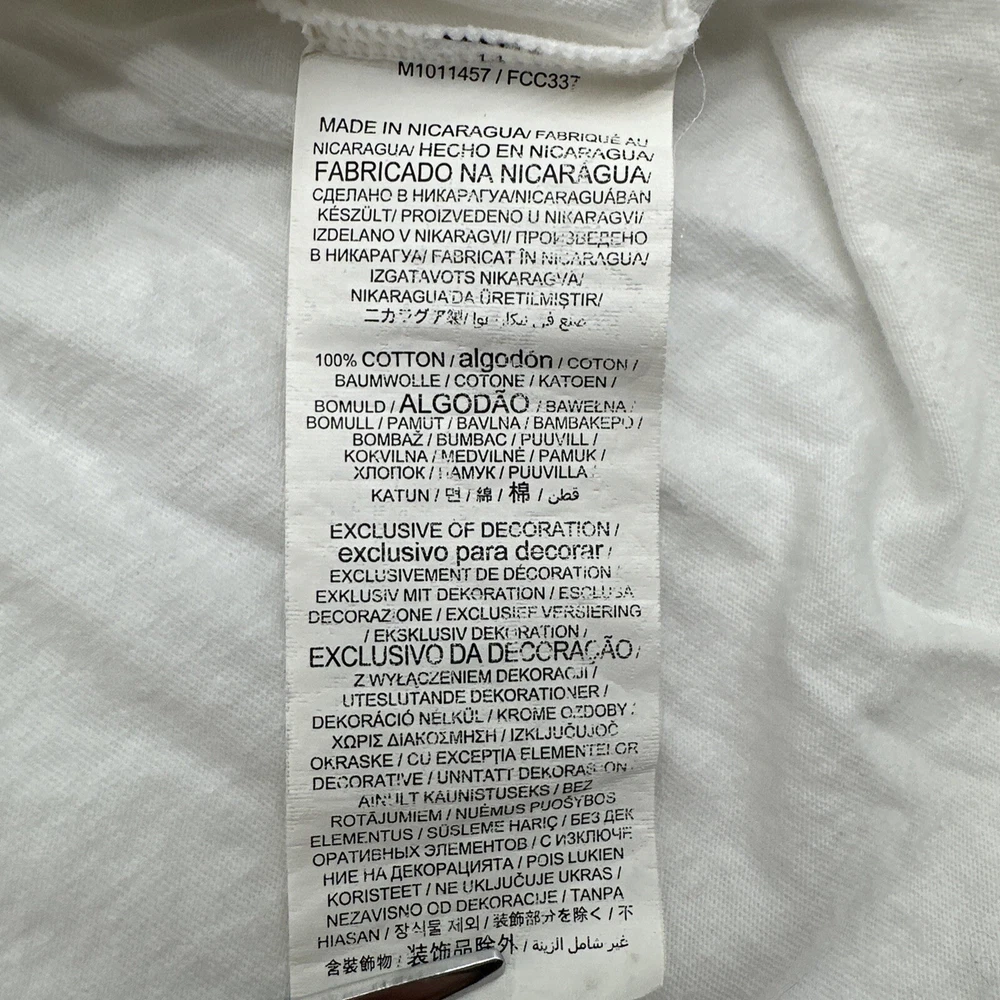 M1011457 / FCC337
MADE IN NICARAGUA/ FABRIQUÉ AU
NICARAGUA/ HECHO EN NICARAGUA/
FABRICADO NA NICARÁGUA/
СДЕЛАНО В НИКАРАГУА/NICARAGUÁBAN
KÉSZÜLT/ PROIZVEDENO U NIKARAGVI/
IZDELANO V NIKARAGVI/ ПРОИЗВЕДЕНО
В НИКАРАГУА/ FABRICAT ÎN NICARAGUA/
IZGATAVOTS NIKARAGVĀ/
NIKARAGUA'DA ÜRETILMIŞTIR/
ニカラグア製/ صنع في نيكاراغوا
100% COTTON / algodón / COTON /
BAUMWOLLE / COTONE / KATOEN /
BOMULD / ALGODÃO / BAWEŁNA /
BOMULL / PAMUT / BAVLNA / BAMBAKEPO /
BOMBAŽ / BUMBAC / PUUVILL /
KOKVILNA / MEDVILNĖ / PAMUK /
ХЛОПОК / ПАМУК / PUUVILLA /
KATUN / 면 / 綿 / 棉 / قطن
EXCLUSIVE OF DECORATION /
exclusivo para decorar /
EXCLUSIVEMENT DE DÉCORATION /
EXKLUSIV MIT DEKORATION / ESCLUSA
DECORAZIONE / EXCLUSIEF VERSIERING
/ EKSKLUSIV DEKORATION /
EXCLUSIVO DA DECORAÇÃO /
Z WYŁĄCZENIEM DEKORACJI /
UTESLUTANDE DEKORATIONER /
DEKORÁCIÓ NÉLKÜL / KROMĚ OZDOBY /
ΧΩΡΙΣ ΔΙΑΚΟΣΜΗΣΗ / IZKLJUČUJOČ
OKRASKE / CU EXCEPȚIA ELEMENTELOR
DECORATIVE / UNNTATT DEKORASJON /
AINULT KAUNISTUSEKS / BEZ
ROTĀJUMIEM / NUĖMUS PUOŠYBOS
ELEMENTUS / SÜSLEME HARIÇ / БЕЗ ДЕК
ОРАТИВНЫХ ЭЛЕМЕНТОВ / С ИЗКЛЮЧЕ
НИЕ НА ДЕКОРАЦИЯТА / POIS LUKIEN
KORISTEET / NE UKLJUČUJE UKRAS /
NEZAVISNO OD DEKORACIJE / TANPA
HIASAN / 장식물 제외 / 装飾部分を除く / 不
含裝飾物 / 装饰品除外 / غير شامل الزينة /